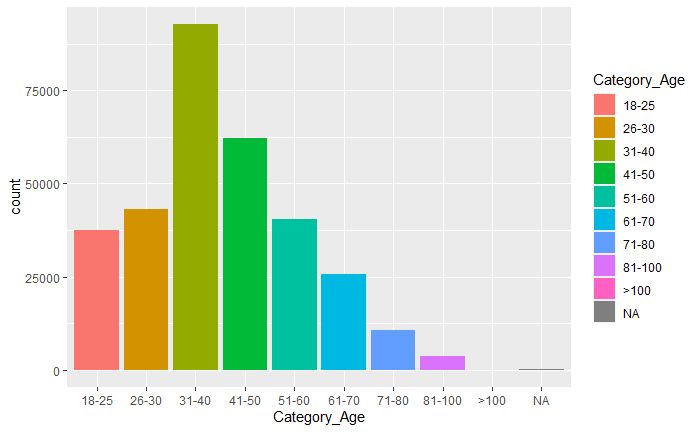 count
75000
50000
25000
0
18-25 26-30 31-40 41-50 51-60 61-70 71-80 81-100 >100 NA
Category_Age
Category_Age
18-25
26-30
31-40
41-50
51-60
61-70
71-80
81-100
>100
NA